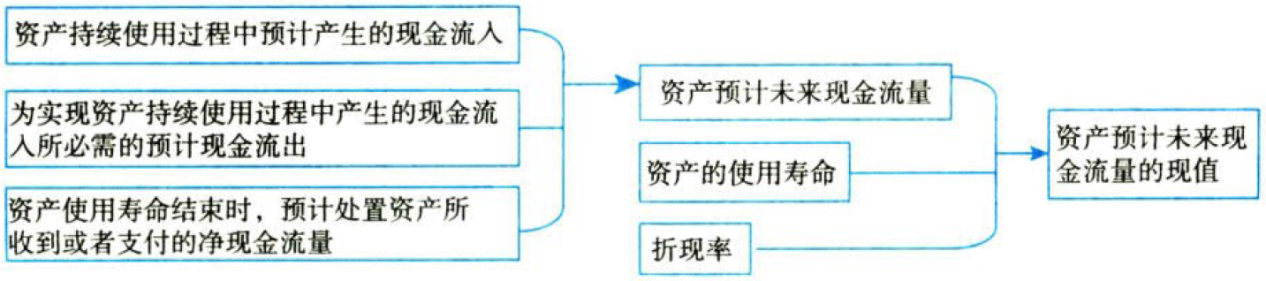 资产持续使用过程中预计产生的现金流入
为实现资产持续使用过程中产生的现金流
入所必需的预计现金流出
资产使用寿命结束时，预计处置资产所
收到或者支付的净现金流量
资产预计未来现金流量
资产的使用寿命
折现率
资产预计未来现
金流量的现值